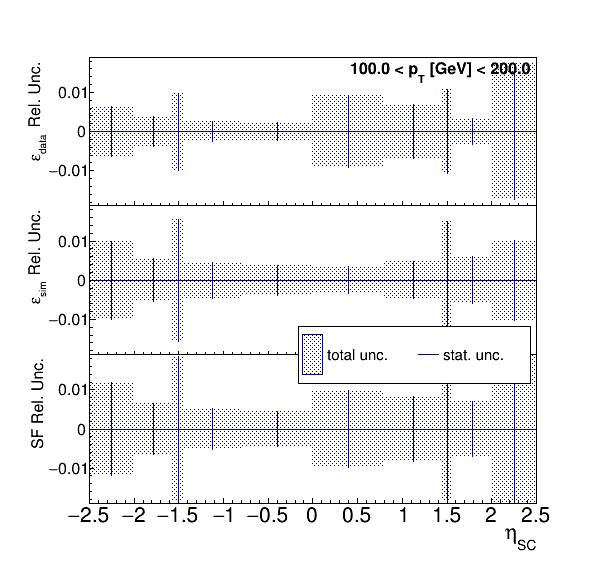 100.0 < p_T [GeV] < 200.0
ε_data Rel. Unc.
0.01
0
−0.01
ε_sim Rel. Unc.
0.01
0
−0.01
total unc. stat. unc.
SF Rel. Unc.
0.01
0
−0.01
−2.5 −2 −1.5 −1 −0.5 0 0.5 1 1.5 2 2.5
η_SC